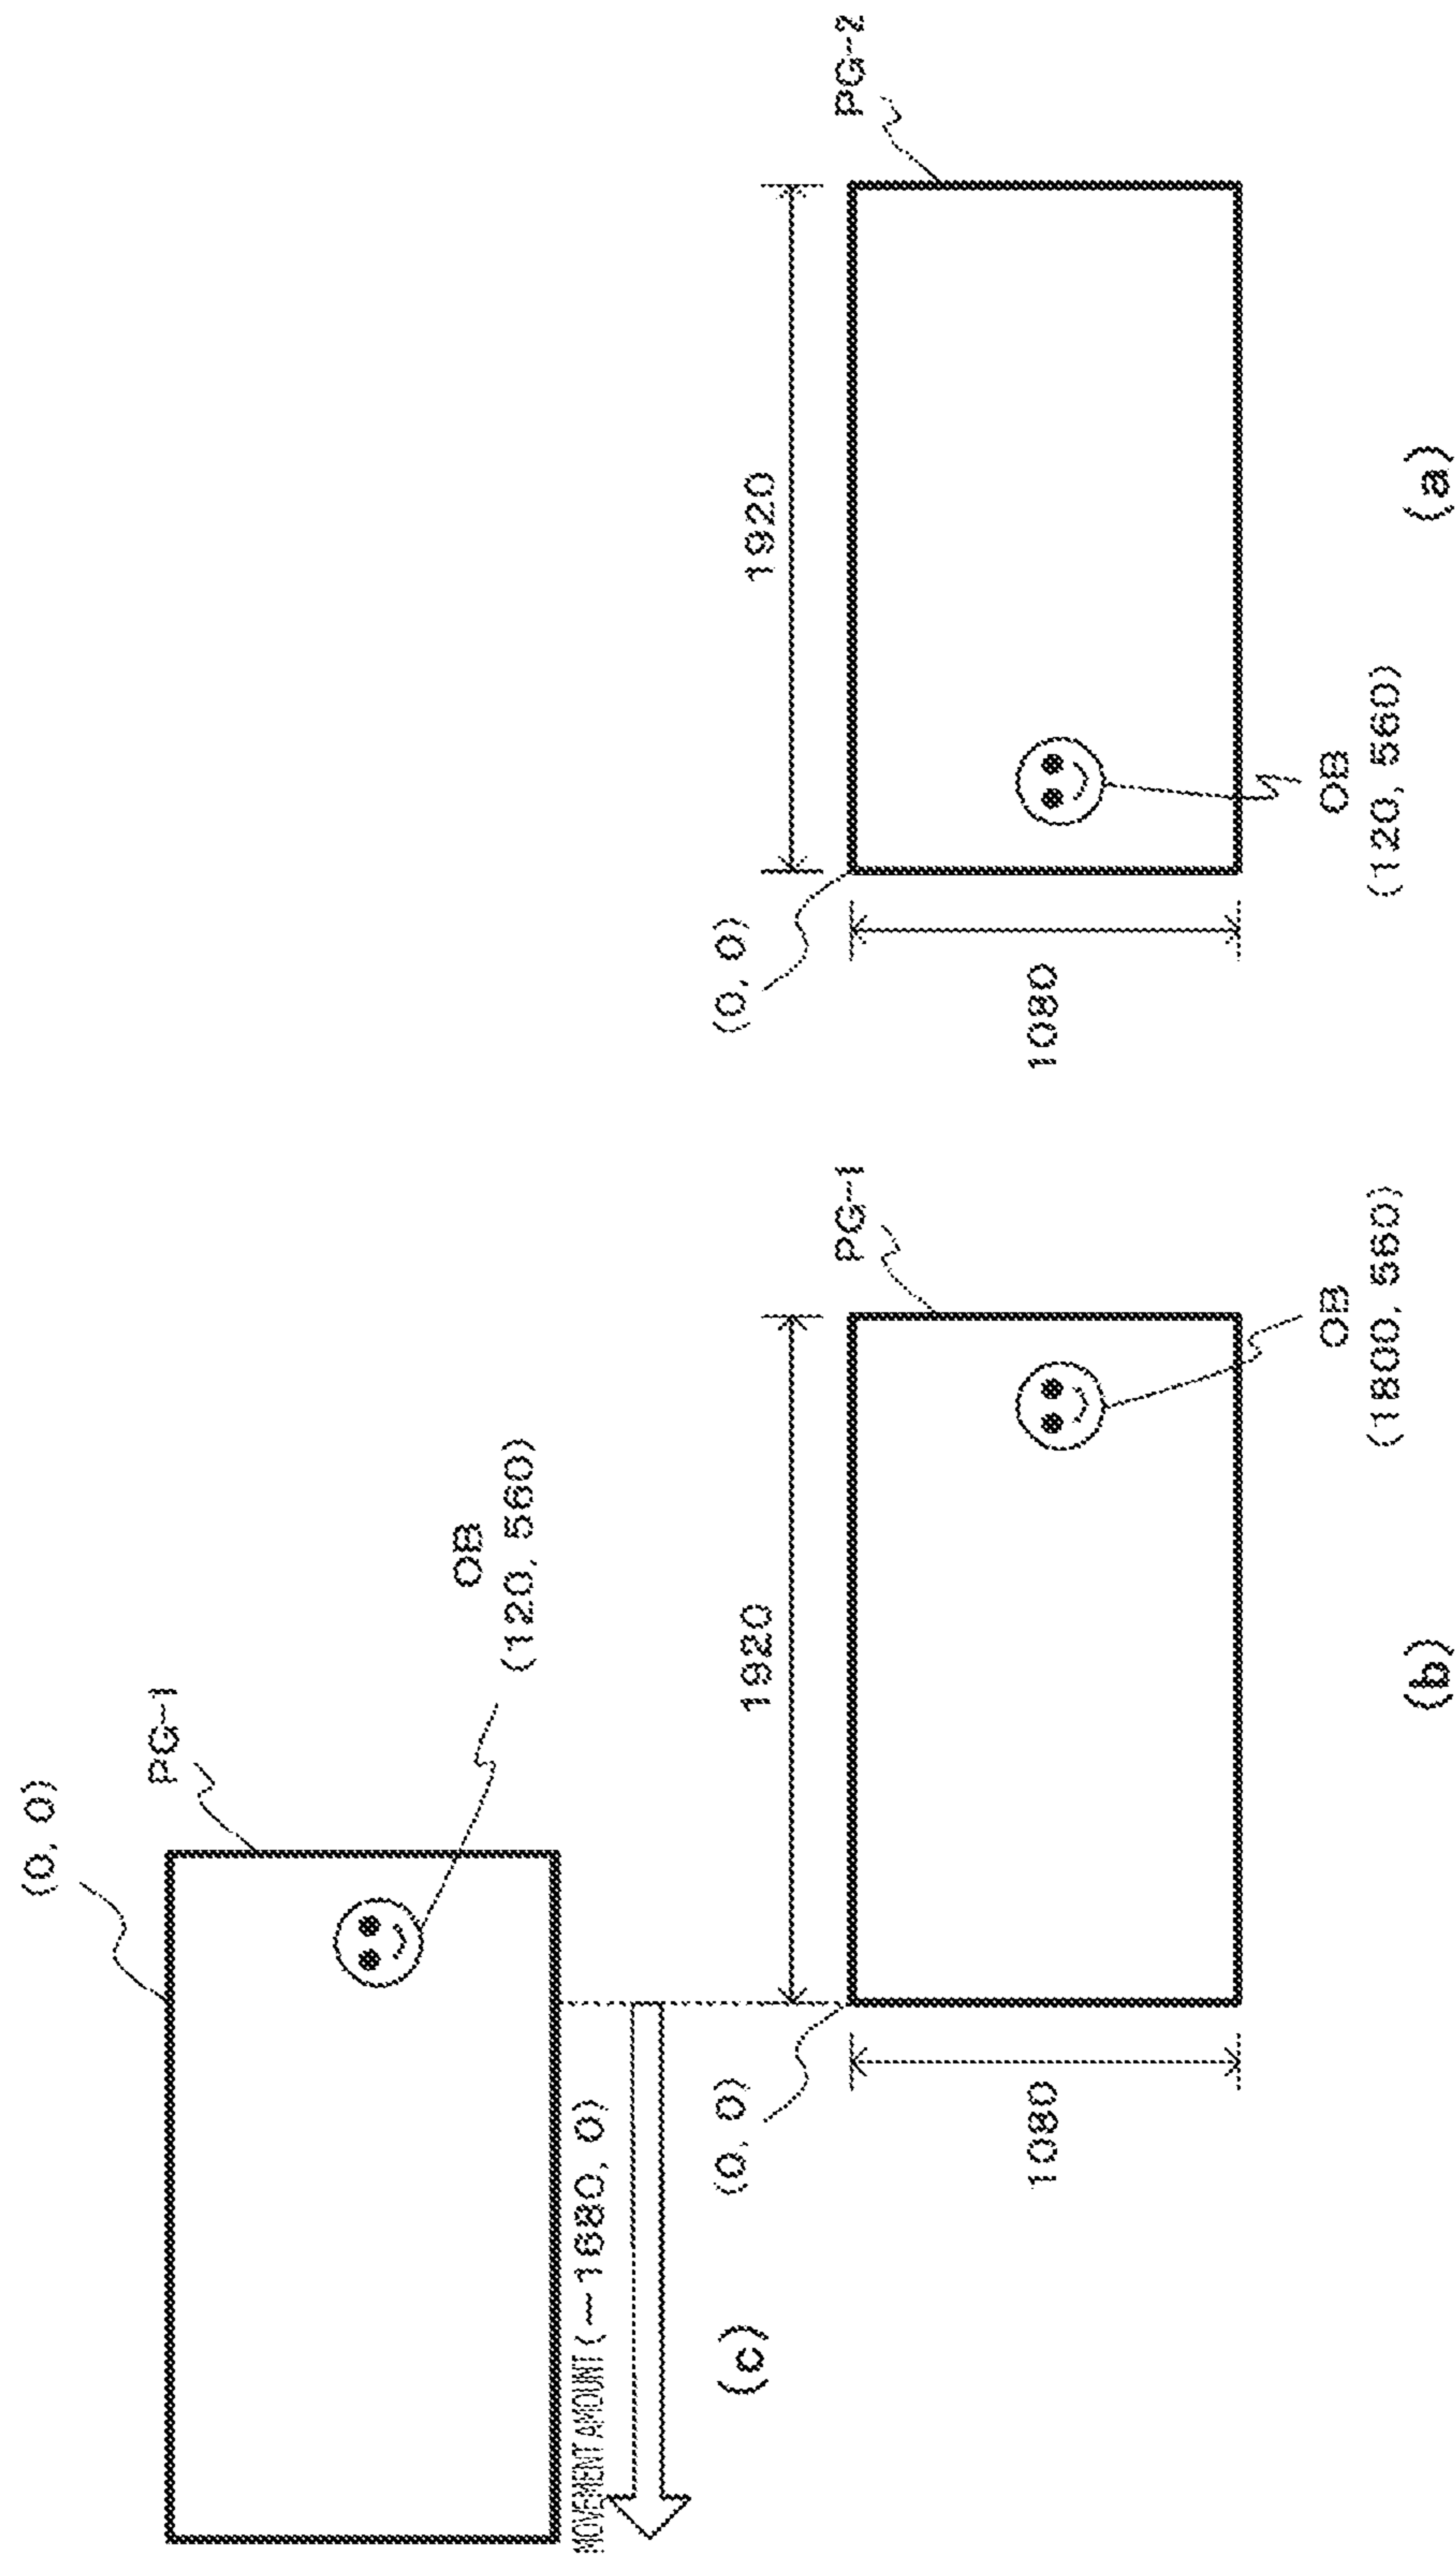 (0, 0)
PG-1
OB
(120, 560)
MOVEMENT AMOUNT (−1680, 0)
(c)
(0, 0)
1920
PG-1
1080
OB
(1800, 560)
(b)
(0, 0)
1920
PG-2
1080
OB
(120, 560)
(a)